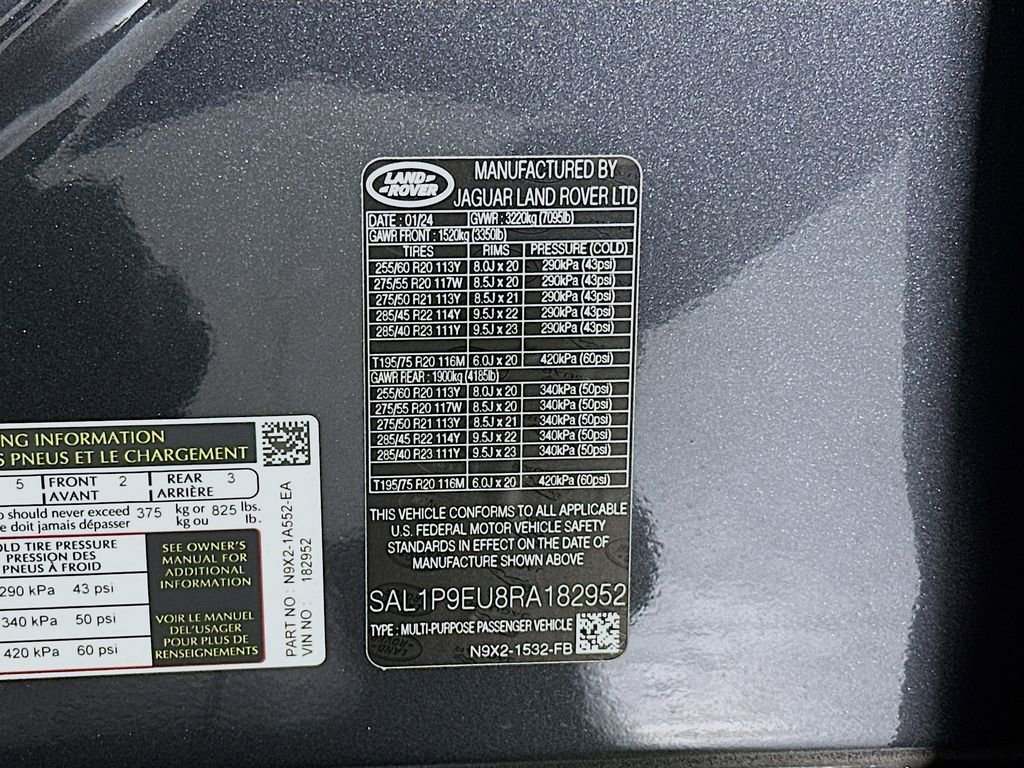 LAND ROVER
MANUFACTURED BY
JAGUAR LAND ROVER LTD
DATE : 01/24 GVWR : 3220kg (7095lb)
GAWR FRONT : 1520kg (3350lb)
TIRES RIMS PRESSURE (COLD)
255/60 R20 113Y 8.0J x 20 290kPa (43psi)
275/55 R20 117W 8.5J x 20 290kPa (43psi)
275/50 R21 113Y 8.5J x 21 290kPa (43psi)
285/45 R22 114Y 9.5J x 22 290kPa (43psi)
285/40 R23 111Y 9.5J x 23 290kPa (43psi)
T195/75 R20 116M 6.0J x 20 420kPa (60psi)
GAWR REAR : 1900kg (4185lb)
255/60 R20 113Y 8.0J x 20 340kPa (50psi)
275/55 R20 117W 8.5J x 20 340kPa (50psi)
275/50 R21 113Y 8.5J x 21 340kPa (50psi)
285/45 R22 114Y 9.5J x 22 340kPa (50psi)
285/40 R23 111Y 9.5J x 23 340kPa (50psi)
T195/75 R20 116M 6.0J x 20 420kPa (60psi)
THIS VEHICLE CONFORMS TO ALL APPLICABLE
U.S. FEDERAL MOTOR VEHICLE SAFETY
STANDARDS IN EFFECT ON THE DATE OF
MANUFACTURE SHOWN ABOVE
SAL1P9EU8RA182952
TYPE : MULTI-PURPOSE PASSENGER VEHICLE
N9X2-1532-FB
NG INFORMATION
S PNEUS ET LE CHARGEMENT
5 FRONT 2 REAR 3
AVANT ARRIÈRE
o should never exceed 375 kg or 825 lbs.
e doit jamais dépasser kg ou lb.
OLD TIRE PRESSURE
PRESSION DES
PNEUS À FROID
290 kPa 43 psi
340 kPa 50 psi
420 kPa 60 psi
SEE OWNER'S
MANUAL FOR
ADDITIONAL
INFORMATION
VOIR LE MANUEL
DEL'USAGER
POUR PLUS DE
RENSEIGNEMENTS
PART NO : N9X2-1A552-EA
VIN NO : 182952